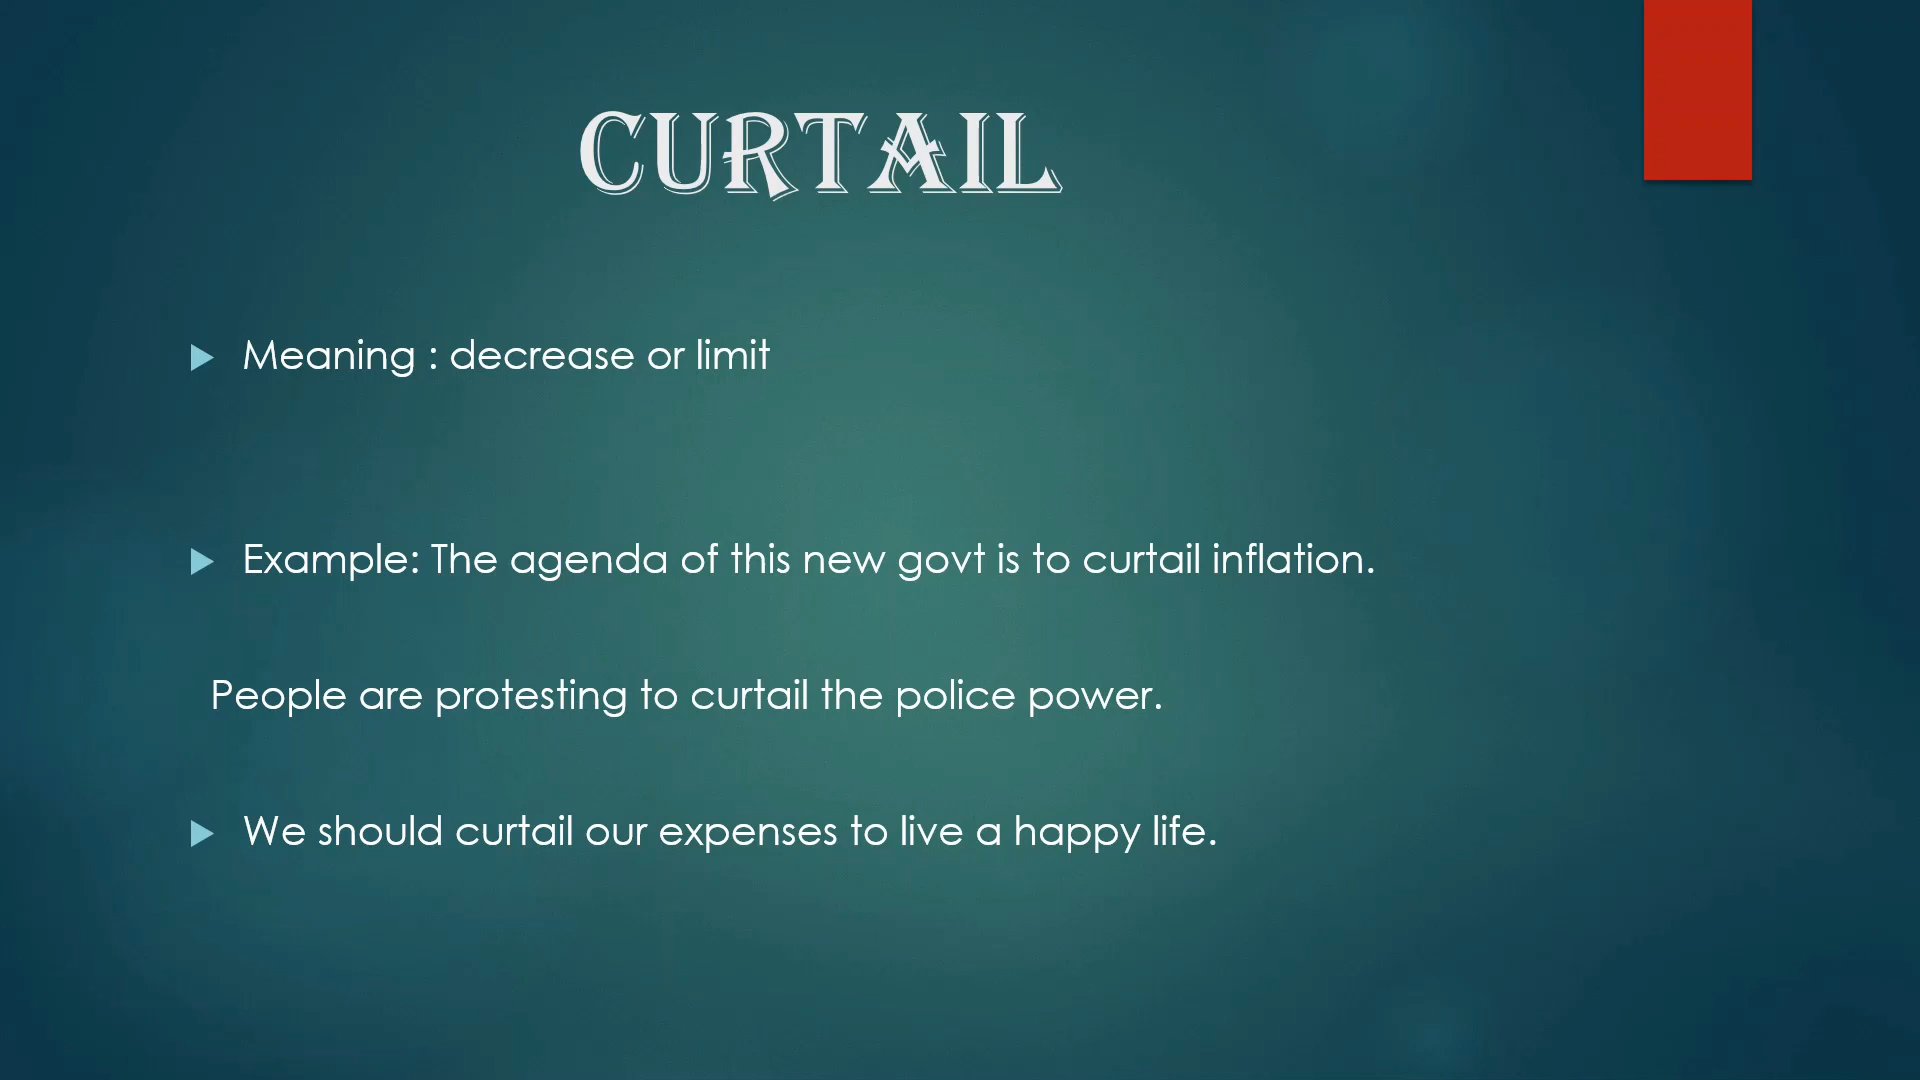 CURTAIL
Meaning : decrease or limit
Example: The agenda of this new govt is to curtail inflation.
People are protesting to curtail the police power.
We should curtail our expenses to live a happy life.